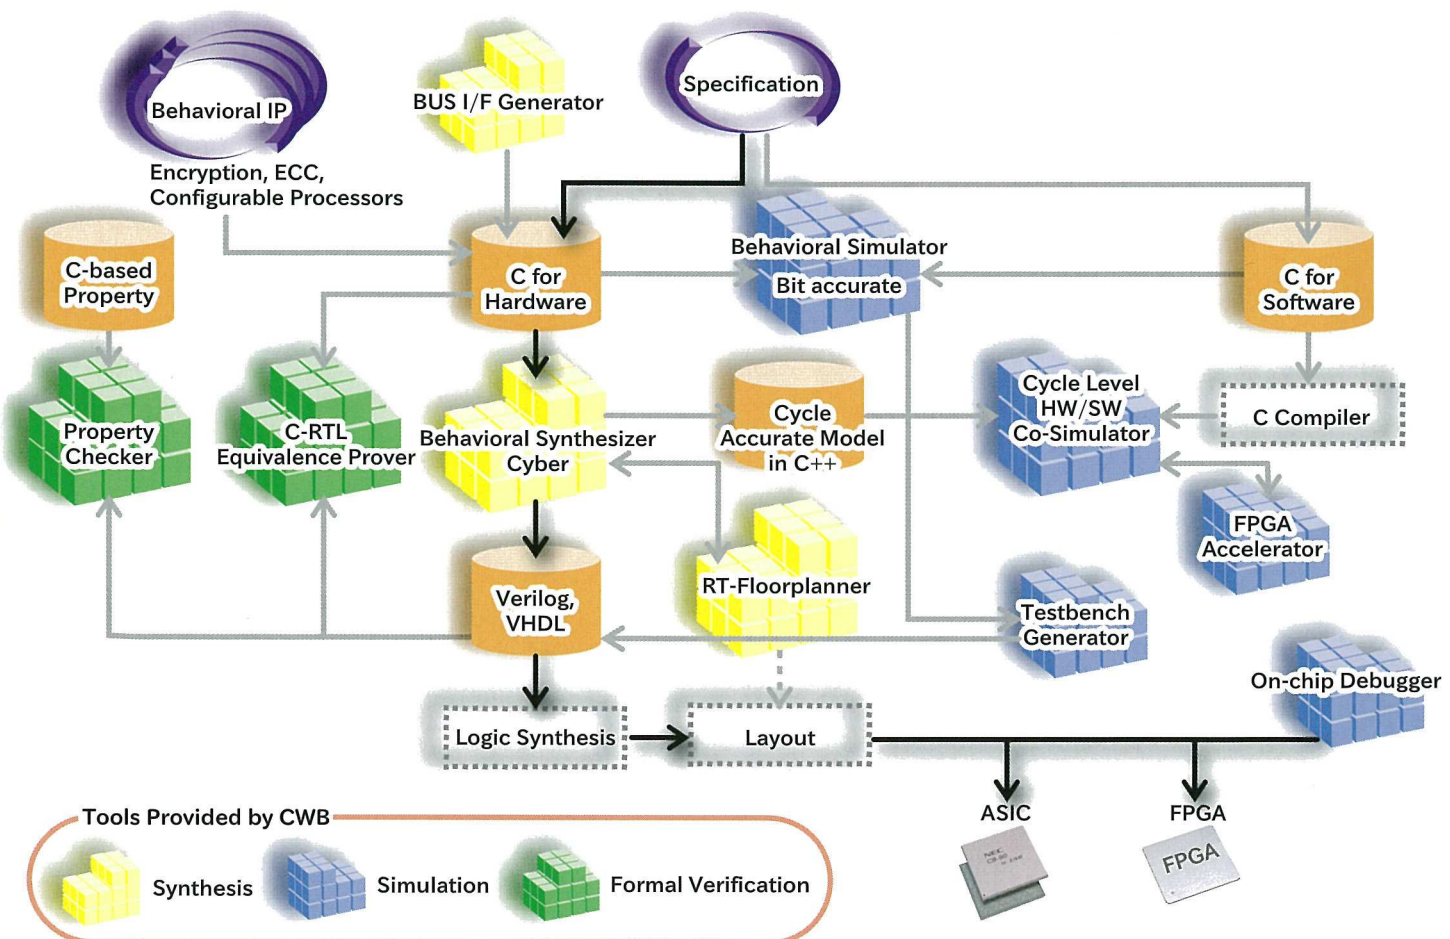 Behavioral IP
Encryption, ECC,
Configurable Processors
BUS I/F Generator
Specification
C-based
Property
C for
Hardware
Behavioral Simulator
Bit accurate
C for
Software
Property
Checker
C-RTL
Equivalence Prover
Behavioral Synthesizer
Cyber
Cycle
Accurate Model
in C++
Cycle Level
HW/SW
Co-Simulator
C Compiler
FPGA
Accelerator
Verilog,
VHDL
RT-Floorplanner
Testbench
Generator
On-chip Debugger
Logic Synthesis
Layout
ASIC
FPGA
NEC
FPGA
Tools Provided by CWB
Synthesis
Simulation
Formal Verification